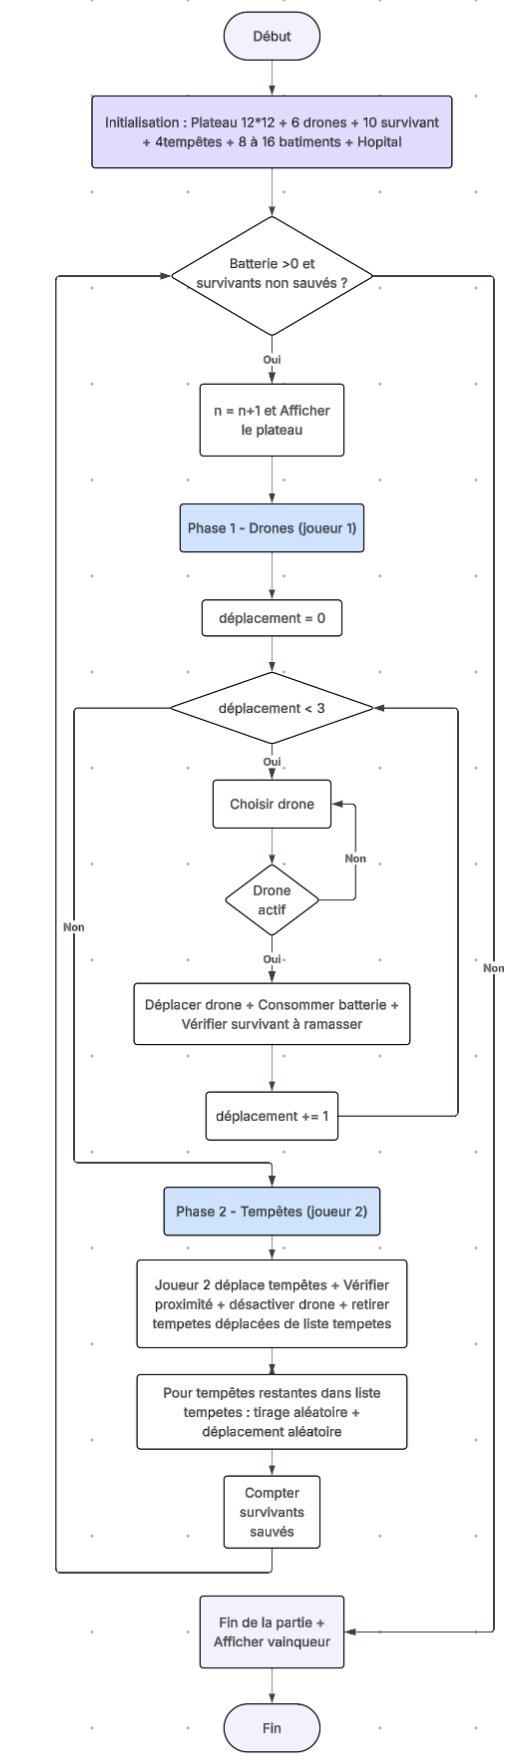 Début
Initialisation : Plateau 12*12 + 6 drones + 10 survivant
+ 4tempêtes + 8 à 16 batiments + Hopital
Batterie >0 et
survivants non sauvés ?
Oui
n = n+1 et Afficher
le plateau
Phase 1 - Drones (joueur 1)
déplacement = 0
déplacement < 3
Oui
Choisir drone
Non
Drone
actif
Non
Oui
Non
Déplacer drone + Consommer batterie +
Vérifier survivant à ramasser
déplacement += 1
Phase 2 - Tempêtes (joueur 2)
Joueur 2 déplace tempêtes + Vérifier
proximité + désactiver drone + retirer
tempetes déplacées de liste tempetes
Pour tempêtes restantes dans liste
tempetes : tirage aléatoire +
déplacement aléatoire
Compter
survivants
sauvés
Fin de la partie +
Afficher vainqueur
Fin